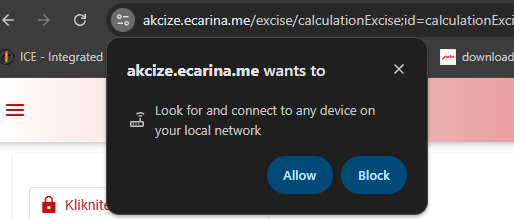 akcize.ecarina.me/excise/calculationExcise;id=calculationExci
ICE - Integrated
download
akcize.ecarina.me wants to
Look for and connect to any device on
your local network
Allow
Block
Kliknite